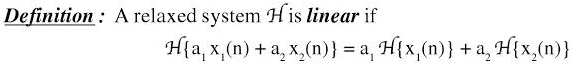 Definition : A relaxed system ℋ is linear if
ℋ{a₁ x₁(n) + a₂ x₂(n)} = a₁ ℋ{x₁(n)} + a₂ ℋ{x₂(n)}